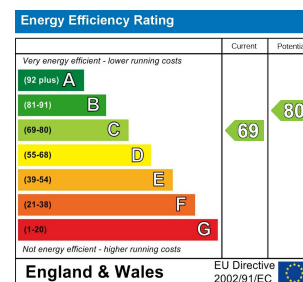 Energy Efficiency Rating
Current
Very energy efficient - lower running costs
(92 plus) A
(81-91) B
80
(69-80) C
69
(55-68) D
(39-54) E
(21-38) F
(1-20) G
Not energy efficient - higher running costs
England & Wales
EU Directive
2002/91/EC